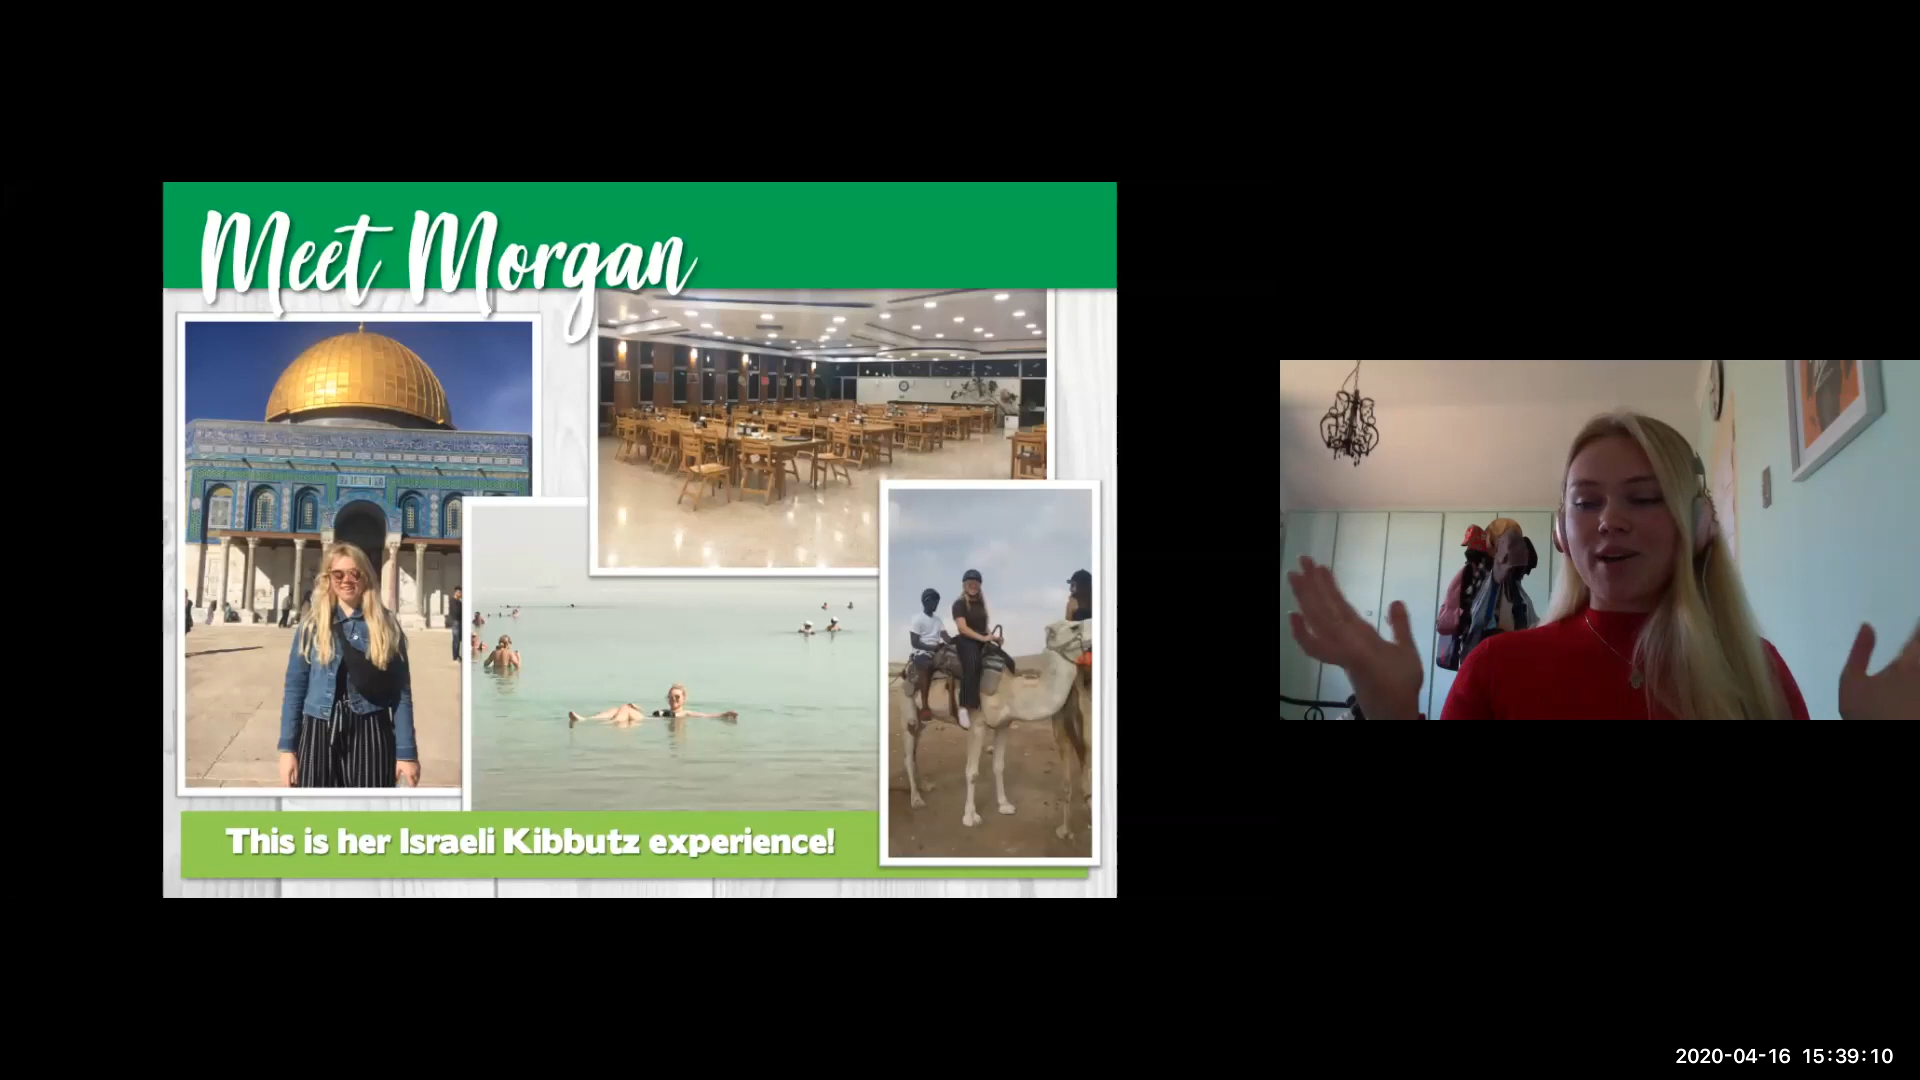 Meet Morgan
This is her Israeli Kibbutz experience!
2020-04-16 15:39:10